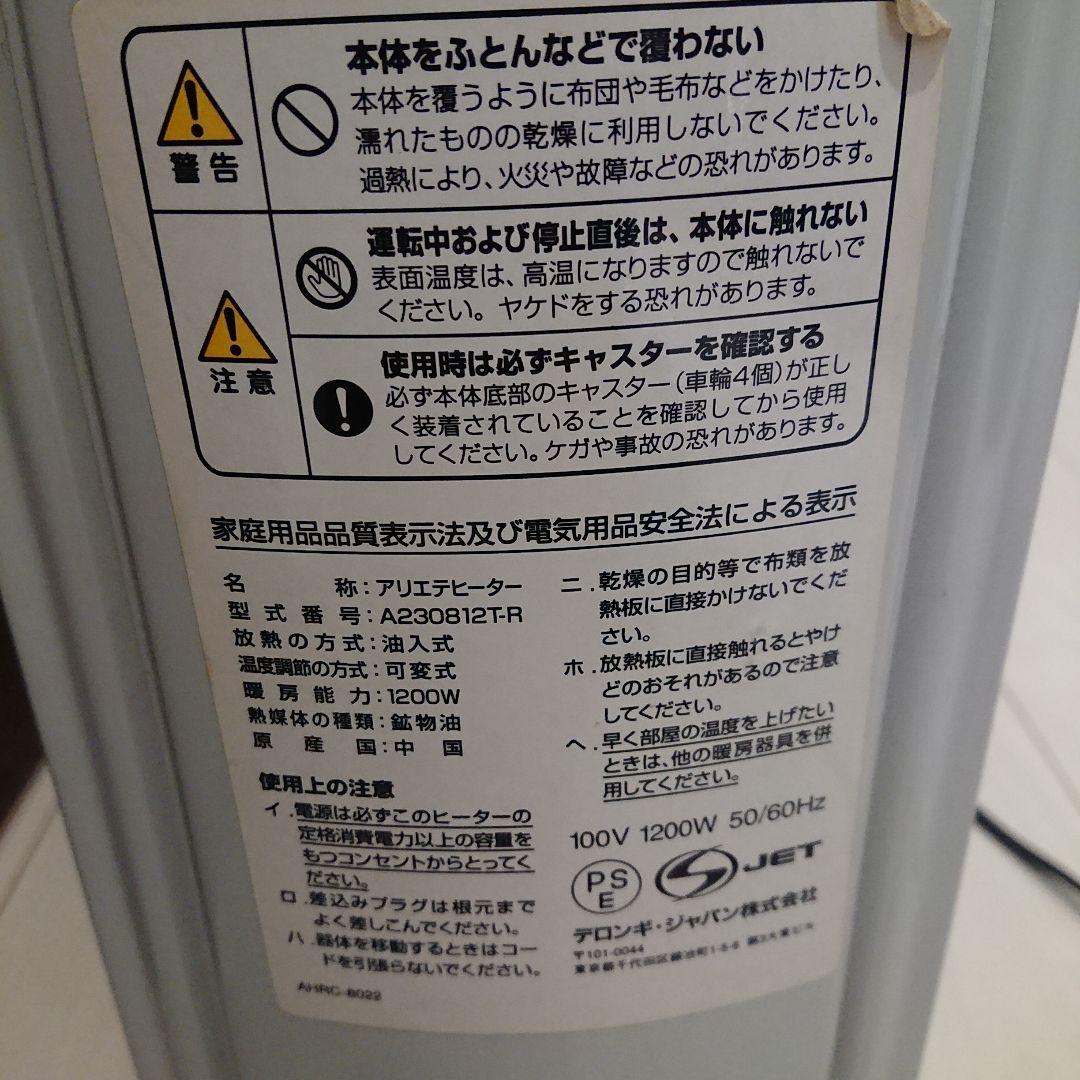 警告
本体をふとんなどで覆わない
本体を覆うように布団や毛布などをかけたり、
濡れたものの乾燥に利用しないでください。
過熱により、火災や故障などの恐れがあります。
注意
運転中および停止直後は、本体に触れない
表面温度は、高温になりますので触れないで
ください。ヤケドをする恐れがあります。
使用時は必ずキャスターを確認する
必ず本体底部のキャスター(車輪4個)が正し
く装着されていることを確認してから使用
してください。ケガや事故の恐れがあります。
家庭用品品質表示法及び電気用品安全法による表示
名称:アリエテヒーター
型式番号:A230812T-R
放熱の方式:油入式
温度調節の方式:可変式
暖房能力:1200W
熱媒体の種類:鉱物油
原産国:中国
使用上の注意
イ.電源は必ずこのヒーターの
定格消費電力以上の容量を
もつコンセントからとってく
ださい。
ロ.差込みプラグは根元まで
よく差しこんでください。
ハ.器体を移動するときはコー
ドを引張らないでください。
AHRC-8022
ニ.乾燥の目的等で布類を放
熱板に直接かけないでくだ
さい。
ホ.放熱板に直接触れるとやけ
どのおそれがあるので注意
してください。
ヘ.早く部屋の温度を上げたい
ときは、他の暖房器具を併
用してください。
100V 1200W 50/60Hz
PS
E
JET
デロンギ・ジャパン株式会社
〒101-0044
東京都千代田区鍛冶町1-5-6